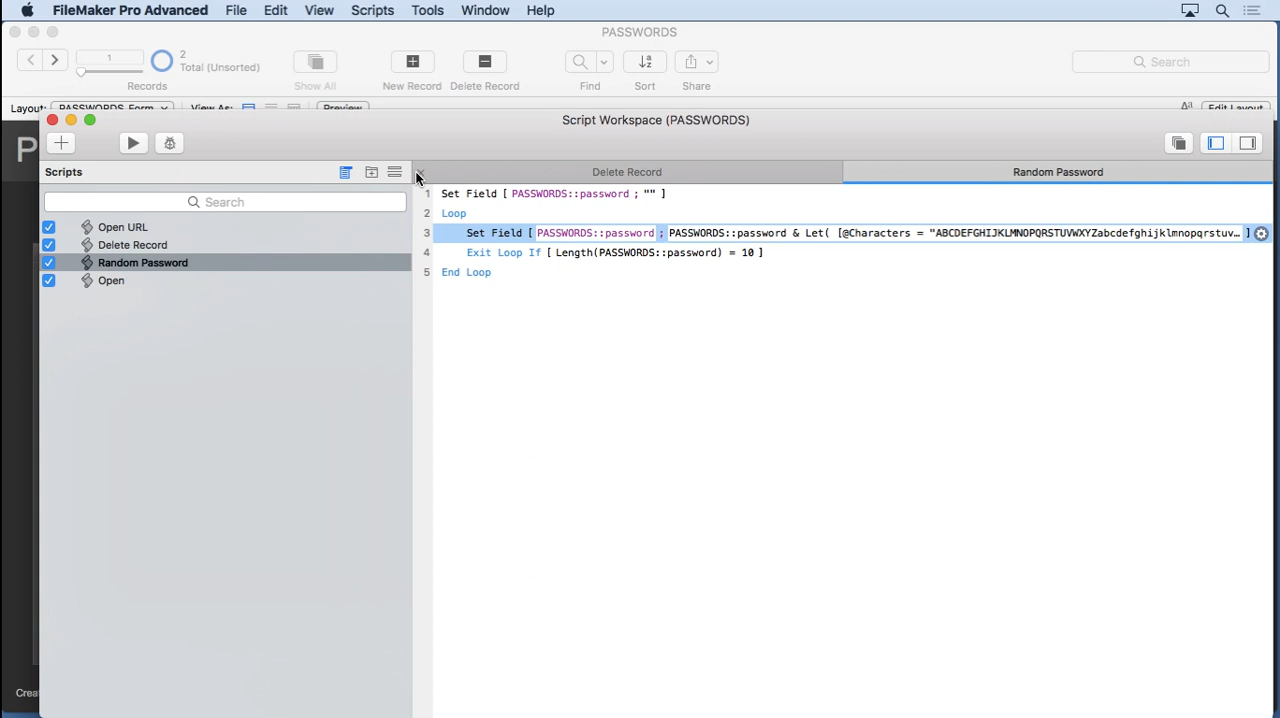 FileMaker Pro Advanced File Edit View Scripts Tools Window Help
PASSWORDS
1
2
Total (Unsorted)
Records
Show All
New Record
Delete Record
Find
Sort
Share
Search
Layout: PASSWORDS Form View As: Preview Aa Edit Layout
Script Workspace (PASSWORDS)
Scripts
Search
Open URL
Delete Record
Random Password
Open
Delete Record
Random Password
1 Set Field [ PASSWORDS::password ; "" ]
2 Loop
3 Set Field [ PASSWORDS::password ; PASSWORDS::password & Let( [@Characters = "ABCDEFGHIJKLMNOPQRSTUVWXYZabcdefghijklmnopqrstuv… ]
4 Exit Loop If [ Length(PASSWORDS::password) = 10 ]
5 End Loop